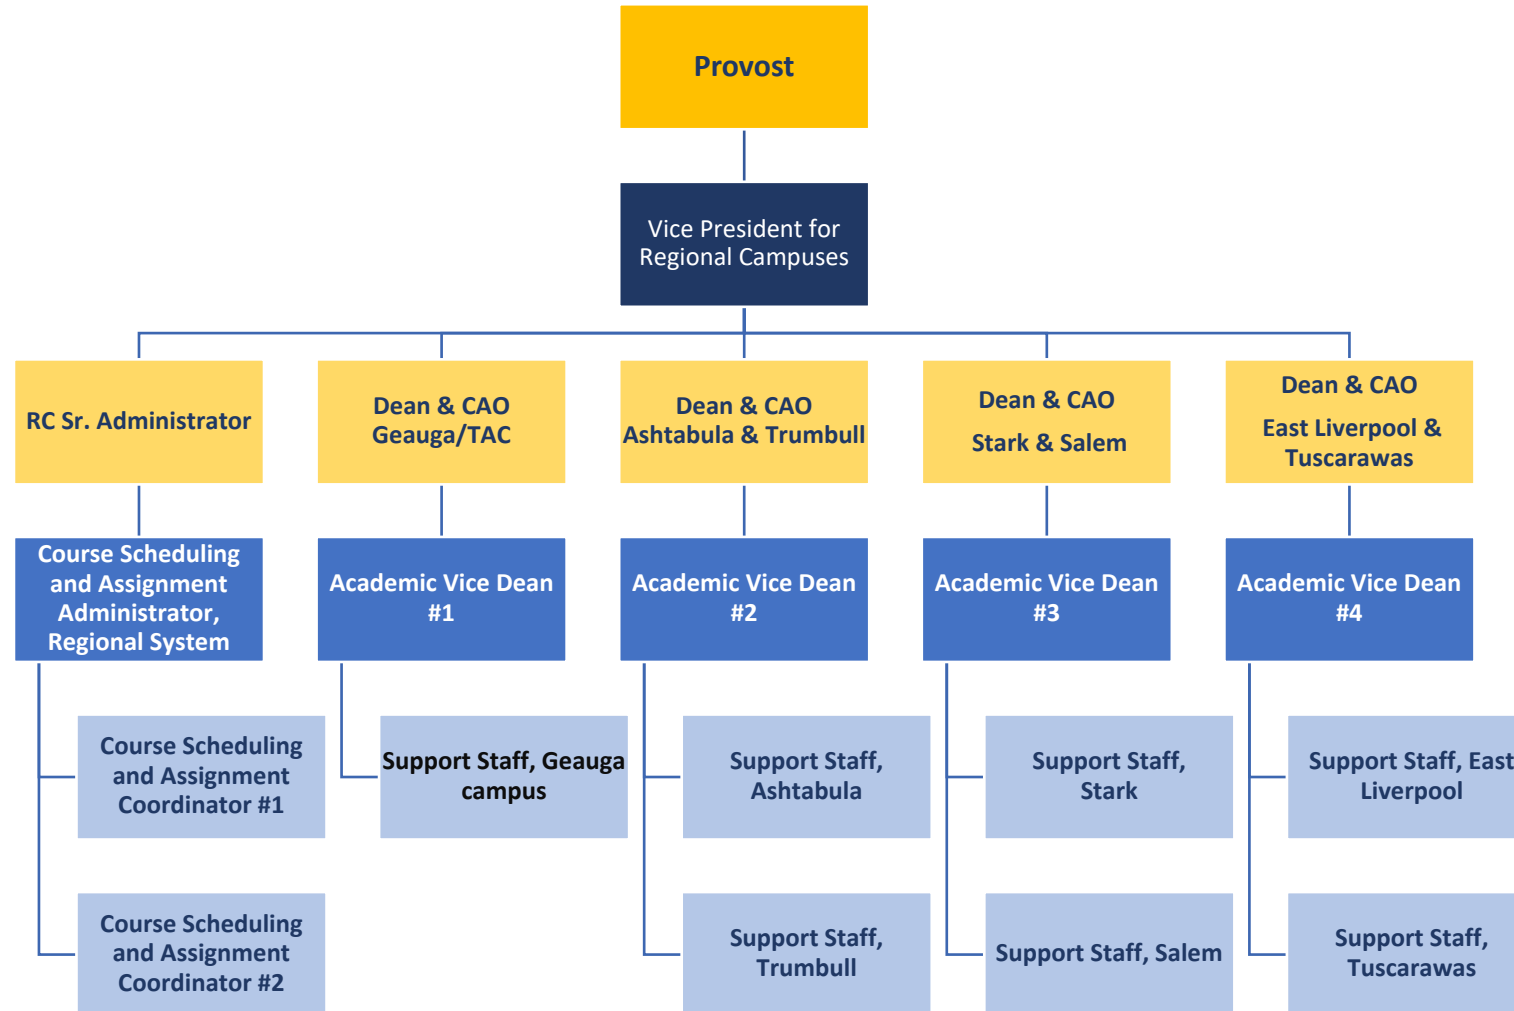 Provost
Vice President for
Regional Campuses
RC Sr. Administrator
Dean & CAO
Geauga/TAC
Dean & CAO
Ashtabula & Trumbull
Dean & CAO
Stark & Salem
Dean & CAO
East Liverpool &
Tuscarawas
Course Scheduling
and Assignment
Administrator,
Regional System
Academic Vice Dean
#1
Academic Vice Dean
#2
Academic Vice Dean
#3
Academic Vice Dean
#4
Course Scheduling
and Assignment
Coordinator #1
Support Staff, Geauga
campus
Support Staff,
Ashtabula
Support Staff,
Stark
Support Staff, East
Liverpool
Course Scheduling
and Assignment
Coordinator #2
Support Staff,
Trumbull
Support Staff, Salem
Support Staff,
Tuscarawas